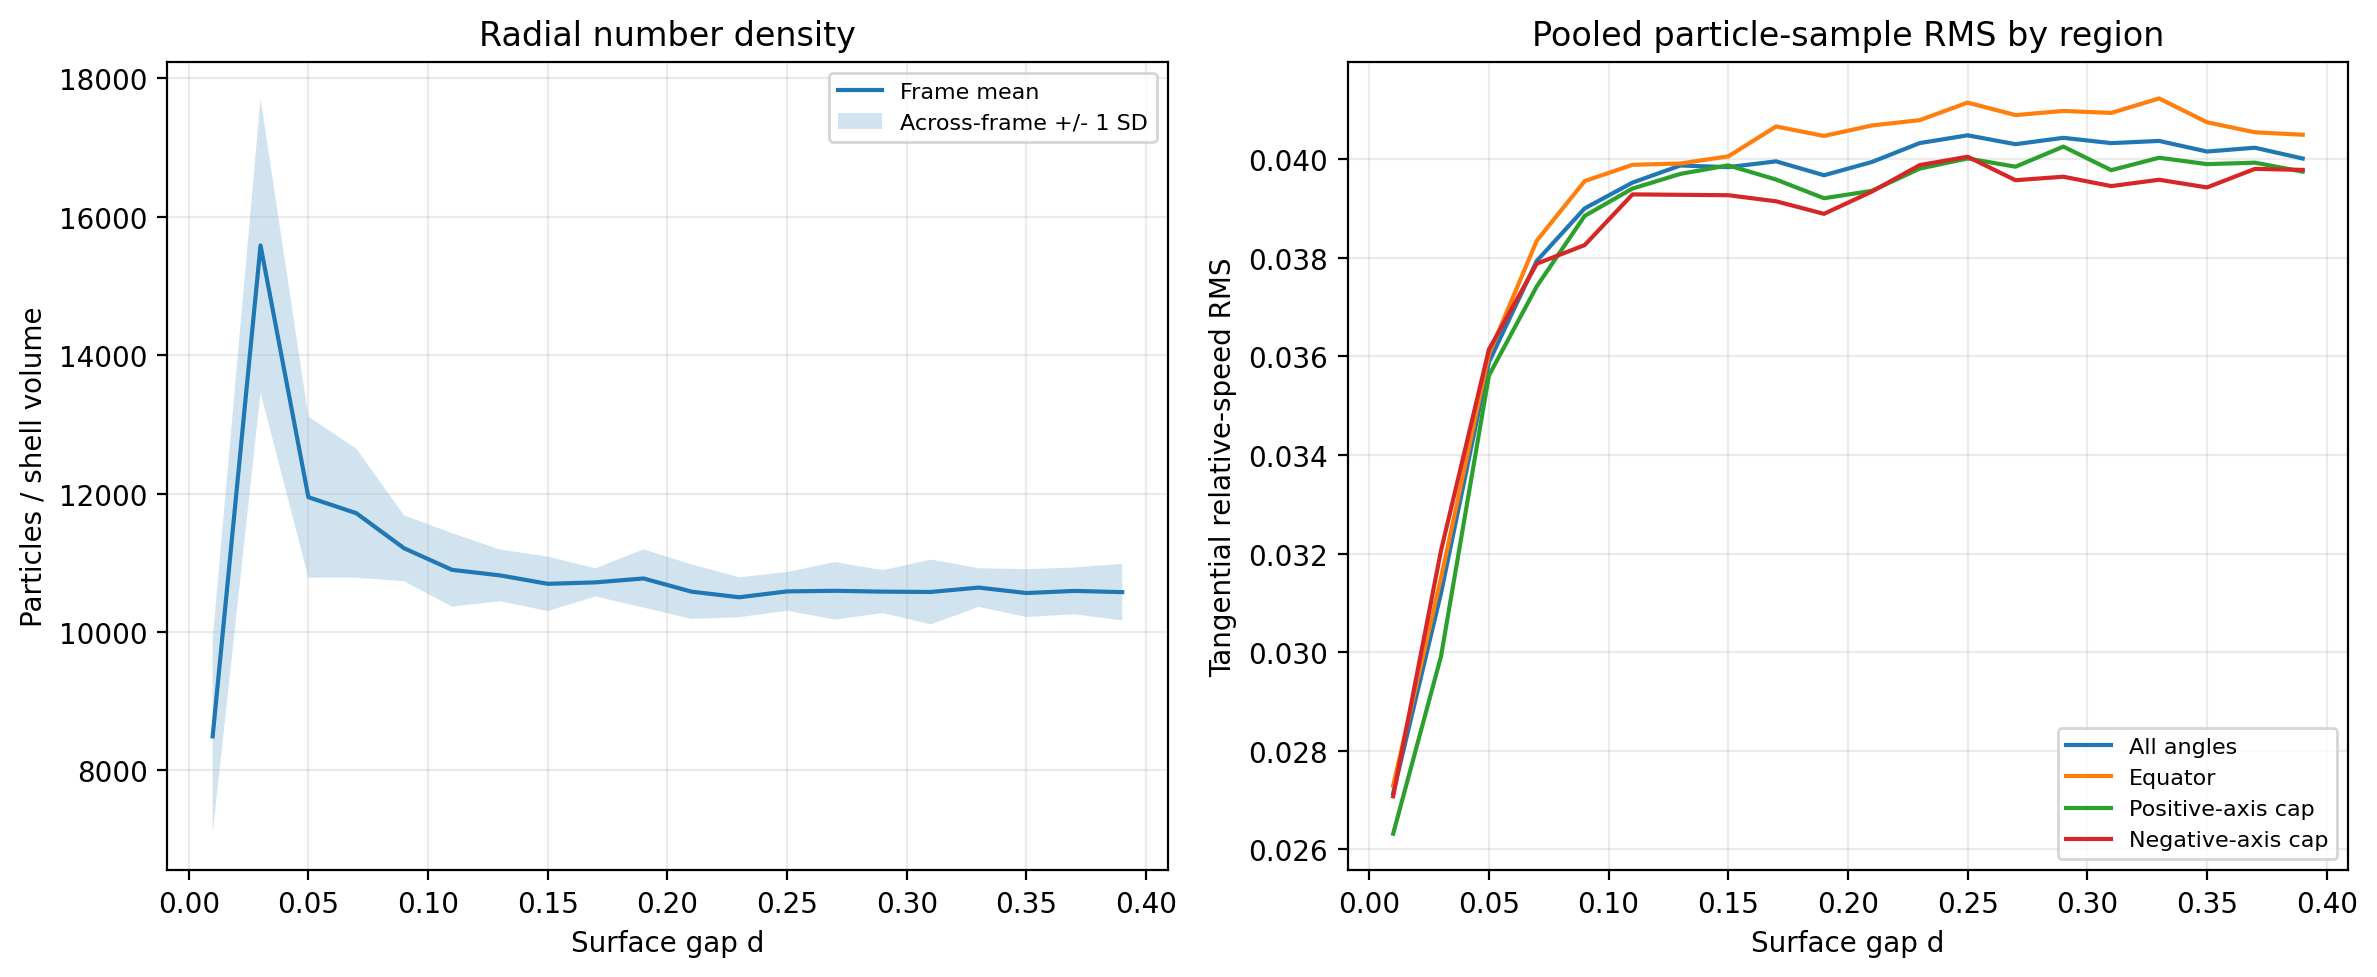 Radial number density
18000
16000
14000
12000
10000
8000
Particles / shell volume
Frame mean
Across-frame +/- 1 SD
0.00 0.05 0.10 0.15 0.20 0.25 0.30 0.35 0.40
Surface gap d
Pooled particle-sample RMS by region
0.040
0.038
0.036
0.034
0.032
0.030
0.028
0.026
Tangential relative-speed RMS
All angles
Equator
Positive-axis cap
Negative-axis cap
0.00 0.05 0.10 0.15 0.20 0.25 0.30 0.35 0.40
Surface gap d